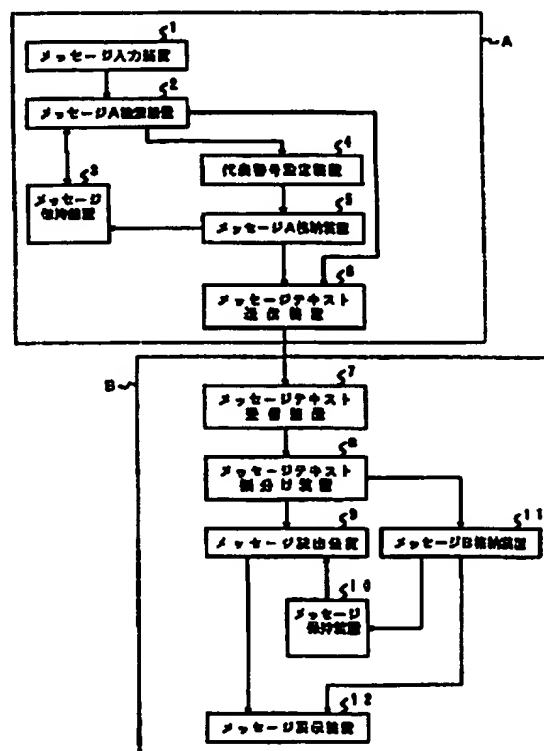 1
A
メッセージ入力装置
2
メッセージA検索装置
4
代表番号設定装置
3
メッセージ
保持装置
5
メッセージA格納装置
6
メッセージテキスト
送信装置
B
7
メッセージテキスト
受信装置
8
メッセージテキスト
振分け装置
9
メッセージ読出装置
11
メッセージB格納装置
10
メッセージ
保持装置
12
メッセージ表示装置